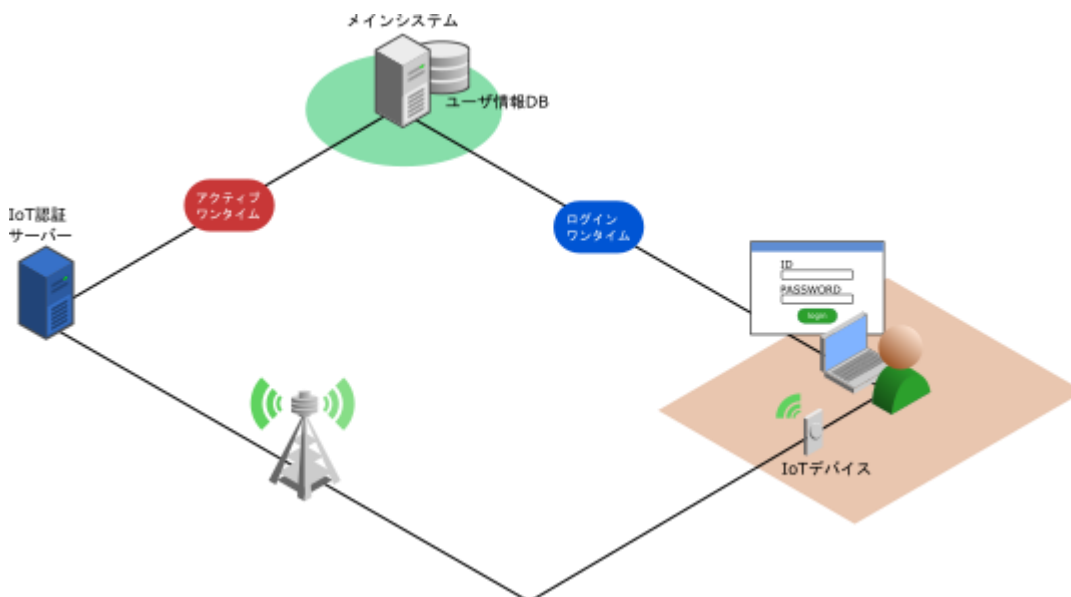 メインシステム
ユーザ情報DB
アクティブ
ワンタイム
ログイン
ワンタイム
IoT認証
サーバー
ID
PASSWORD
login
IoTデバイス